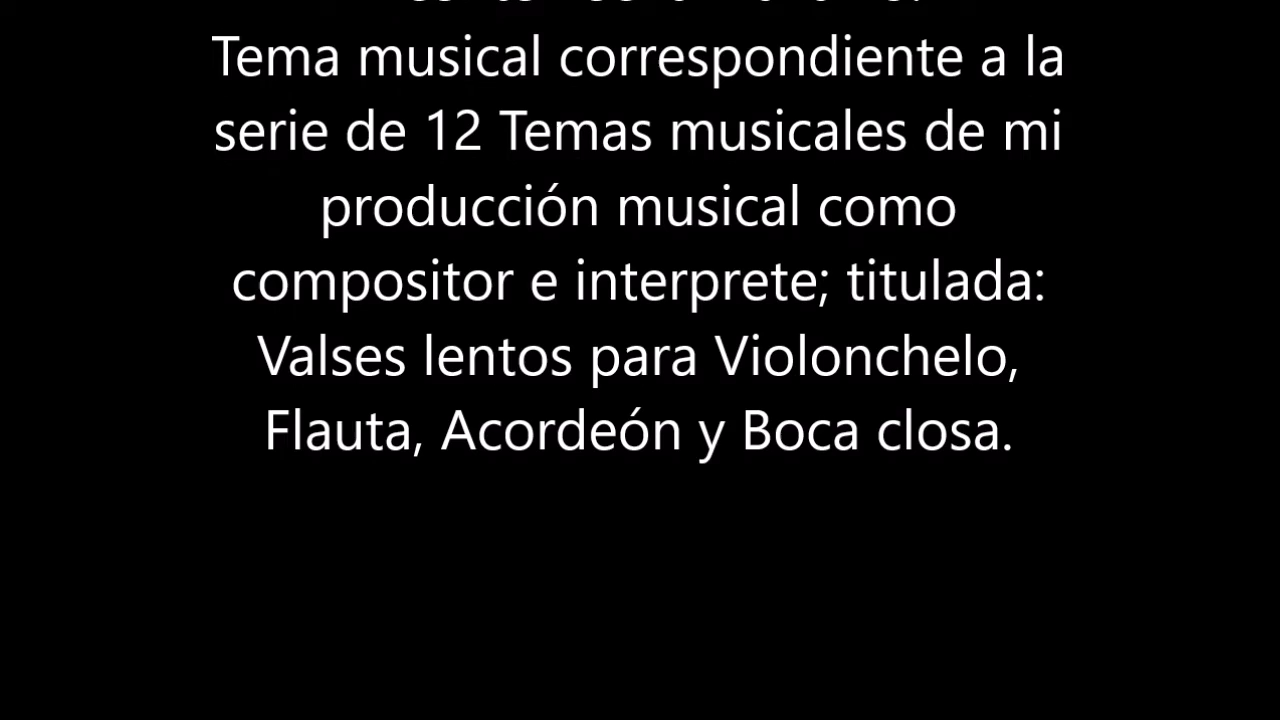 Tema musical correspondiente a la
serie de 12 Temas musicales de mi
producción musical como
compositor e interprete; titulada:
Valses lentos para Violonchelo,
Flauta, Acordeón y Boca closa.